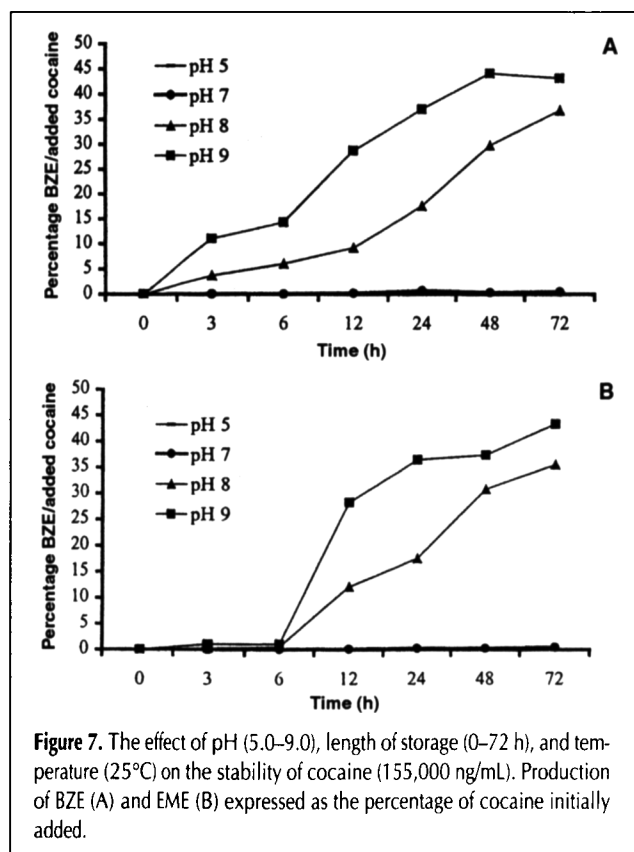 A
Percentage BZE/added cocaine
50
45
40
35
30
25
20
15
10
5
0
pH 5
pH 7
pH 8
pH 9
0 3 6 12 24 48 72
Time (h)
B
Percentage BZE/added cocaine
50
45
40
35
30
25
20
15
10
5
0
pH 5
pH 7
pH 8
pH 9
0 3 6 12 24 48 72
Time (h)
Figure 7. The effect of pH (5.0–9.0), length of storage (0–72 h), and tem-
perature (25°C) on the stability of cocaine (155,000 ng/mL). Production
of BZE (A) and EME (B) expressed as the percentage of cocaine initially
added.